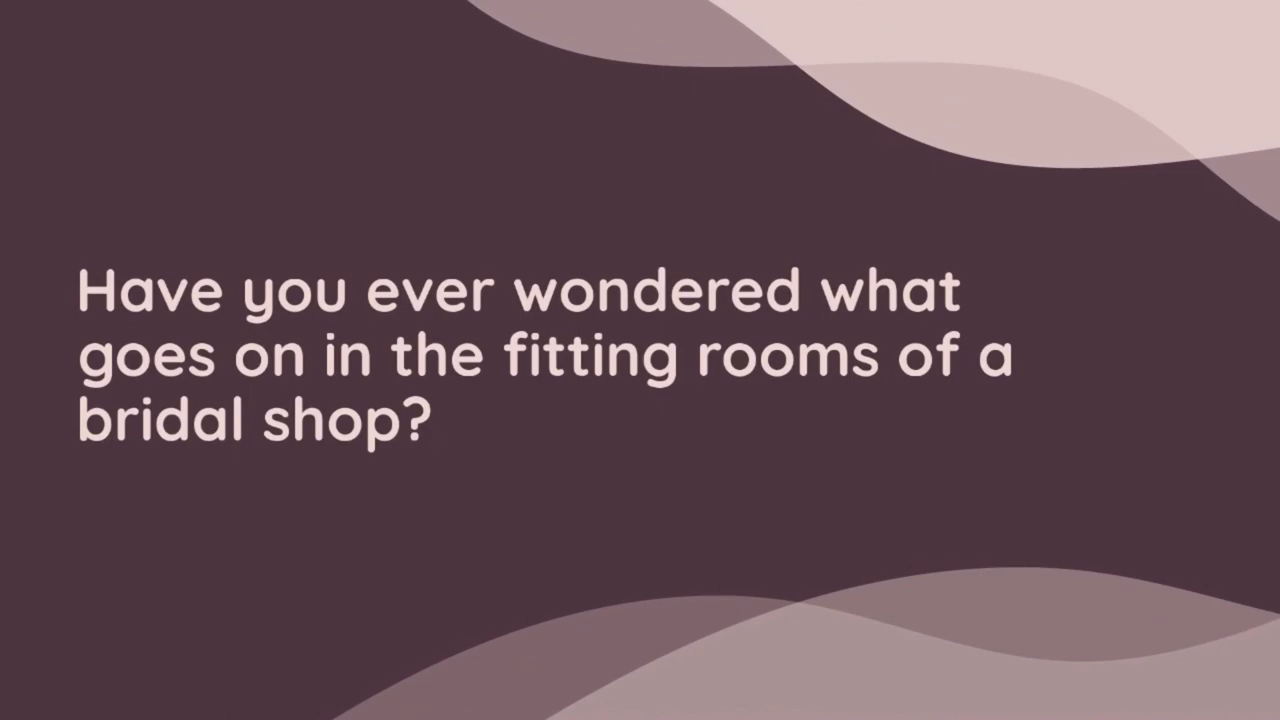 Have you ever wondered what
goes on in the fitting rooms of a
bridal shop?